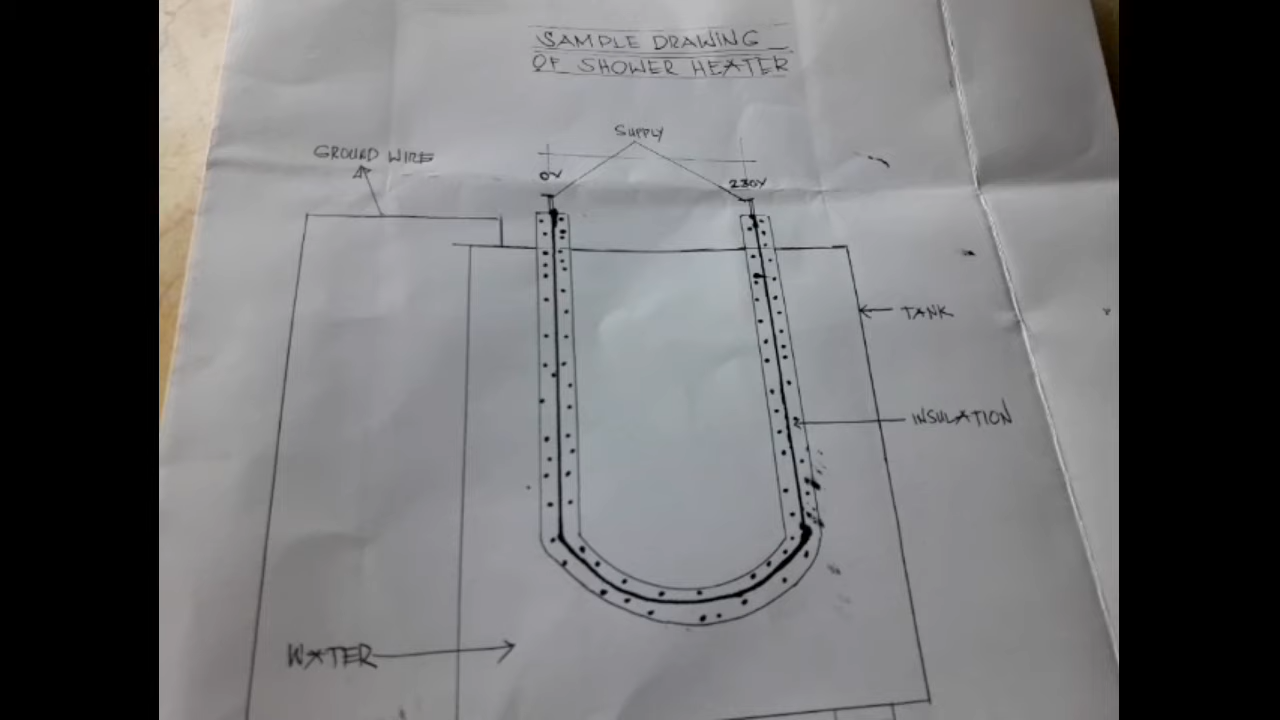 SAMPLE DRAWING
OF SHOWER HEATER
SUPPLY
GROUND WIRE
0V
230V
TANK
INSULATION
WATER